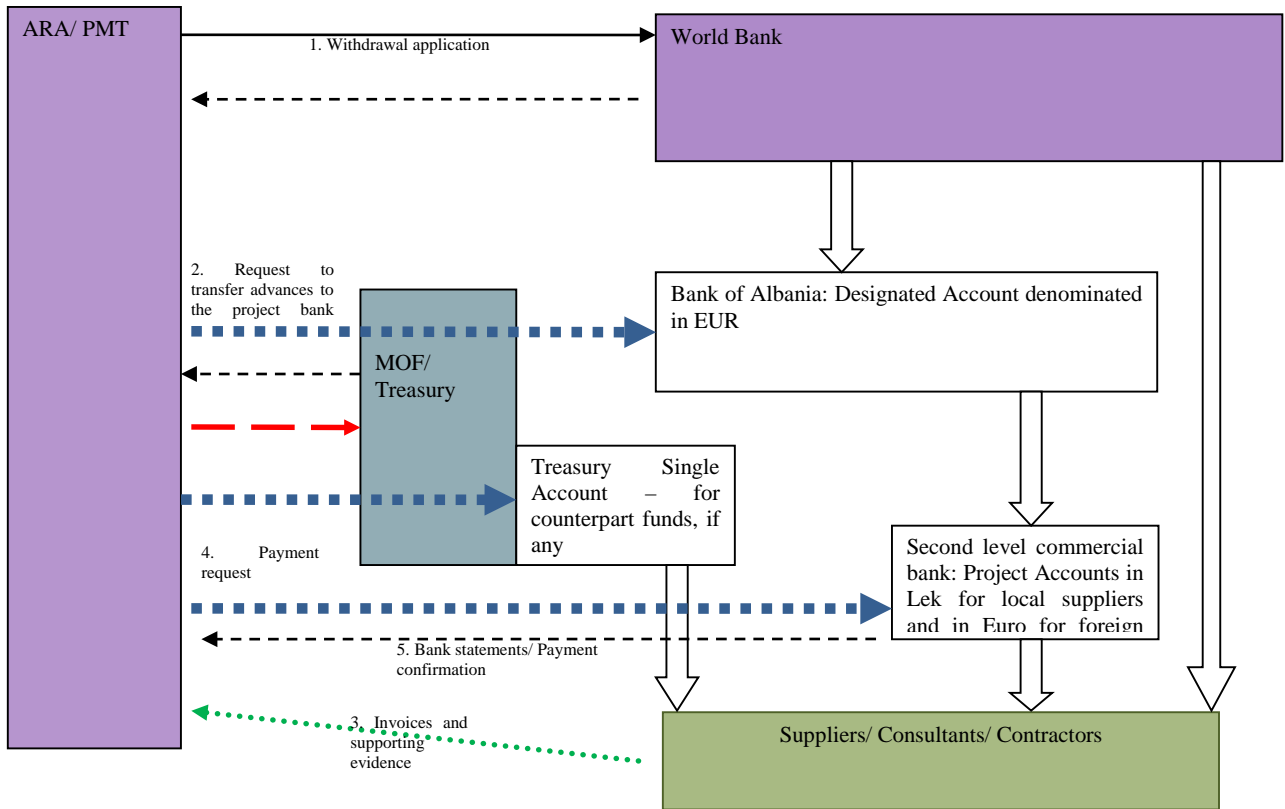 ARA/ PMT
1. Withdrawal application
World Bank
2. Request to
transfer advances to
the project bank
Bank of Albania: Designated Account denominated
in EUR
MOF/
Treasury
Treasury Single
Account – for
counterpart funds, if
any
4. Payment
request
Second level commercial
bank: Project Accounts in
Lek for local suppliers
and in Euro for foreign
5. Bank statements/ Payment
confirmation
3. Invoices and
supporting
evidence
Suppliers/ Consultants/ Contractors